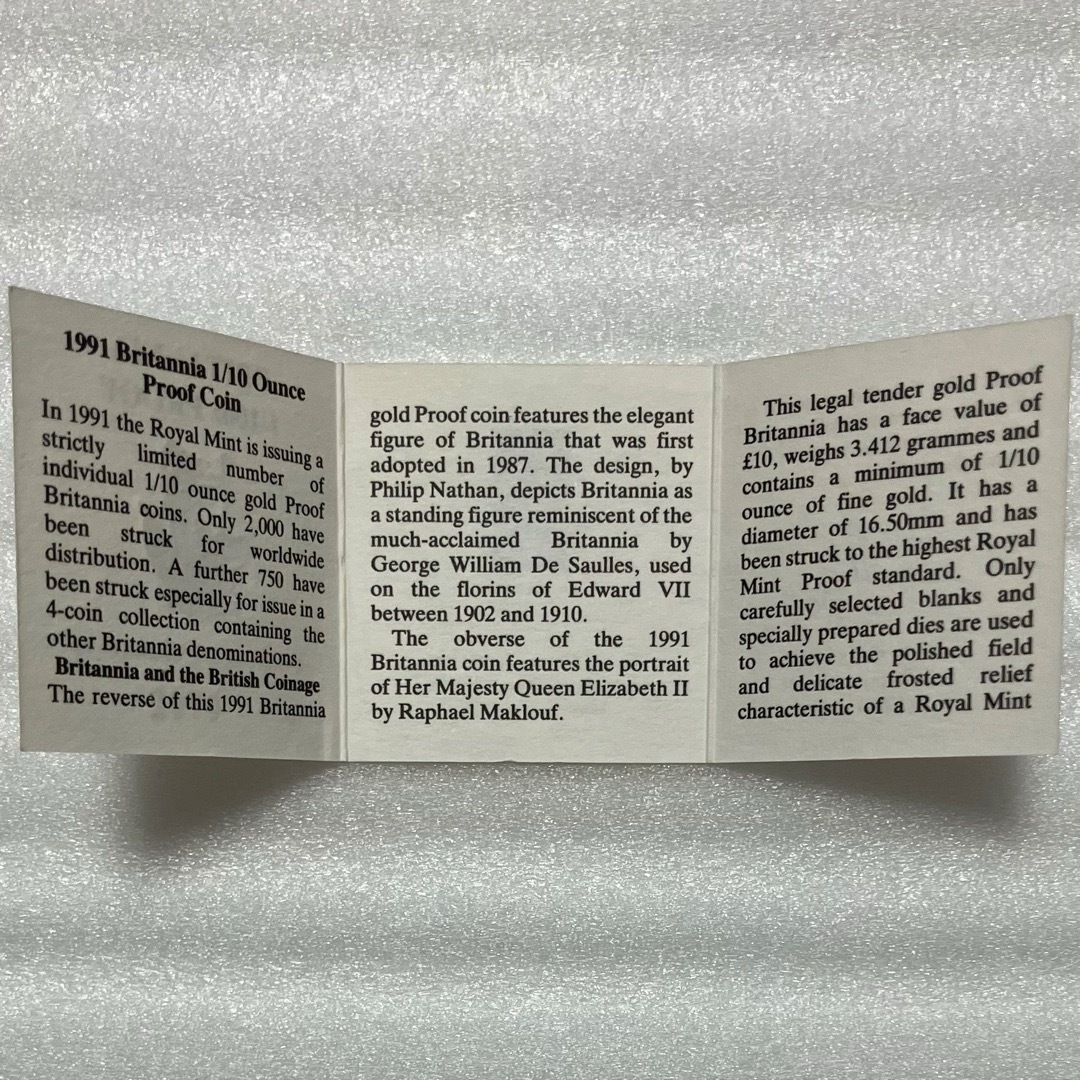 1991 Britannia 1/10 Ounce
Proof Coin
In 1991 the Royal Mint is issuing a
strictly limited number of
individual 1/10 ounce gold Proof
Britannia coins. Only 2,000 have
been struck for worldwide
distribution. A further 750 have
been struck especially for issue in a
4-coin collection containing the
other Britannia denominations.
Britannia and the British Coinage
The reverse of this 1991 Britannia
gold Proof coin features the elegant
figure of Britannia that was first
adopted in 1987. The design, by
Philip Nathan, depicts Britannia as
a standing figure reminiscent of the
much-acclaimed Britannia by
George William De Saulles, used
on the florins of Edward VII
between 1902 and 1910.
The obverse of the 1991
Britannia coin features the portrait
of Her Majesty Queen Elizabeth II
by Raphael Maklouf.
This legal tender gold Proof
Britannia has a face value of
£10, weighs 3.412 grammes and
contains a minimum of 1/10
ounce of fine gold. It has a
diameter of 16.50mm and has
been struck to the highest Royal
Mint Proof standard. Only
carefully selected blanks and
specially prepared dies are used
to achieve the polished field
and delicate frosted relief
characteristic of a Royal Mint